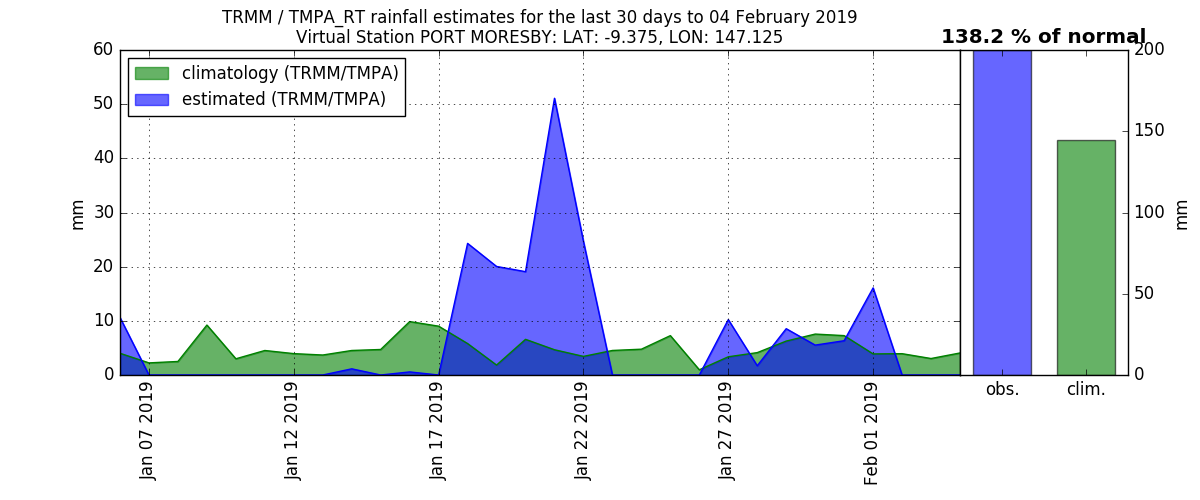 TRMM / TMPA_RT rainfall estimates for the last 30 days to 04 February 2019
Virtual Station PORT MORESBY: LAT: -9.375, LON: 147.125
138.2 % of normal
climatology (TRMM/TMPA)
estimated (TRMM/TMPA)
60
50
40
30
20
10
0
mm
Jan 07 2019
Jan 12 2019
Jan 17 2019
Jan 22 2019
Jan 27 2019
Feb 01 2019
obs.
clim.
200
150
100
50
0
mm